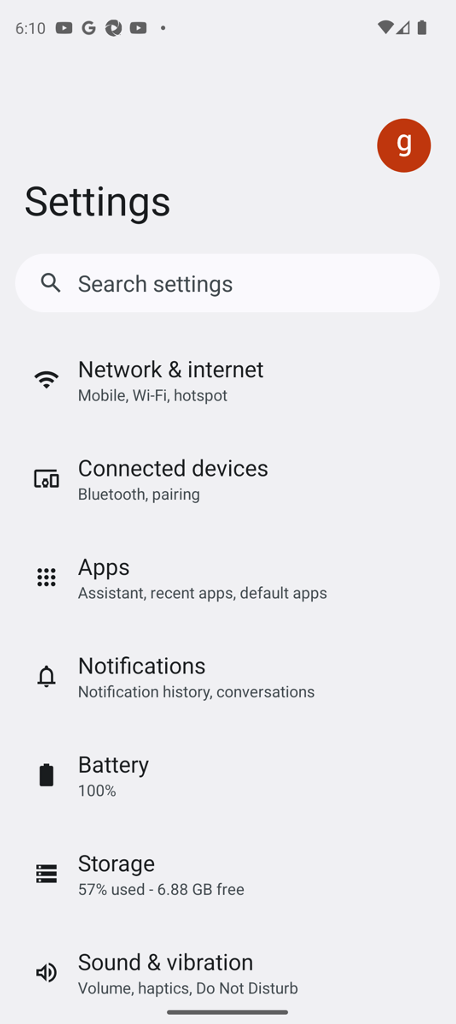 6:10
g
Settings
Search settings
Network & internet
Mobile, Wi-Fi, hotspot
Connected devices
Bluetooth, pairing
Apps
Assistant, recent apps, default apps
Notifications
Notification history, conversations
Battery
100%
Storage
57% used - 6.88 GB free
Sound & vibration
Volume, haptics, Do Not Disturb